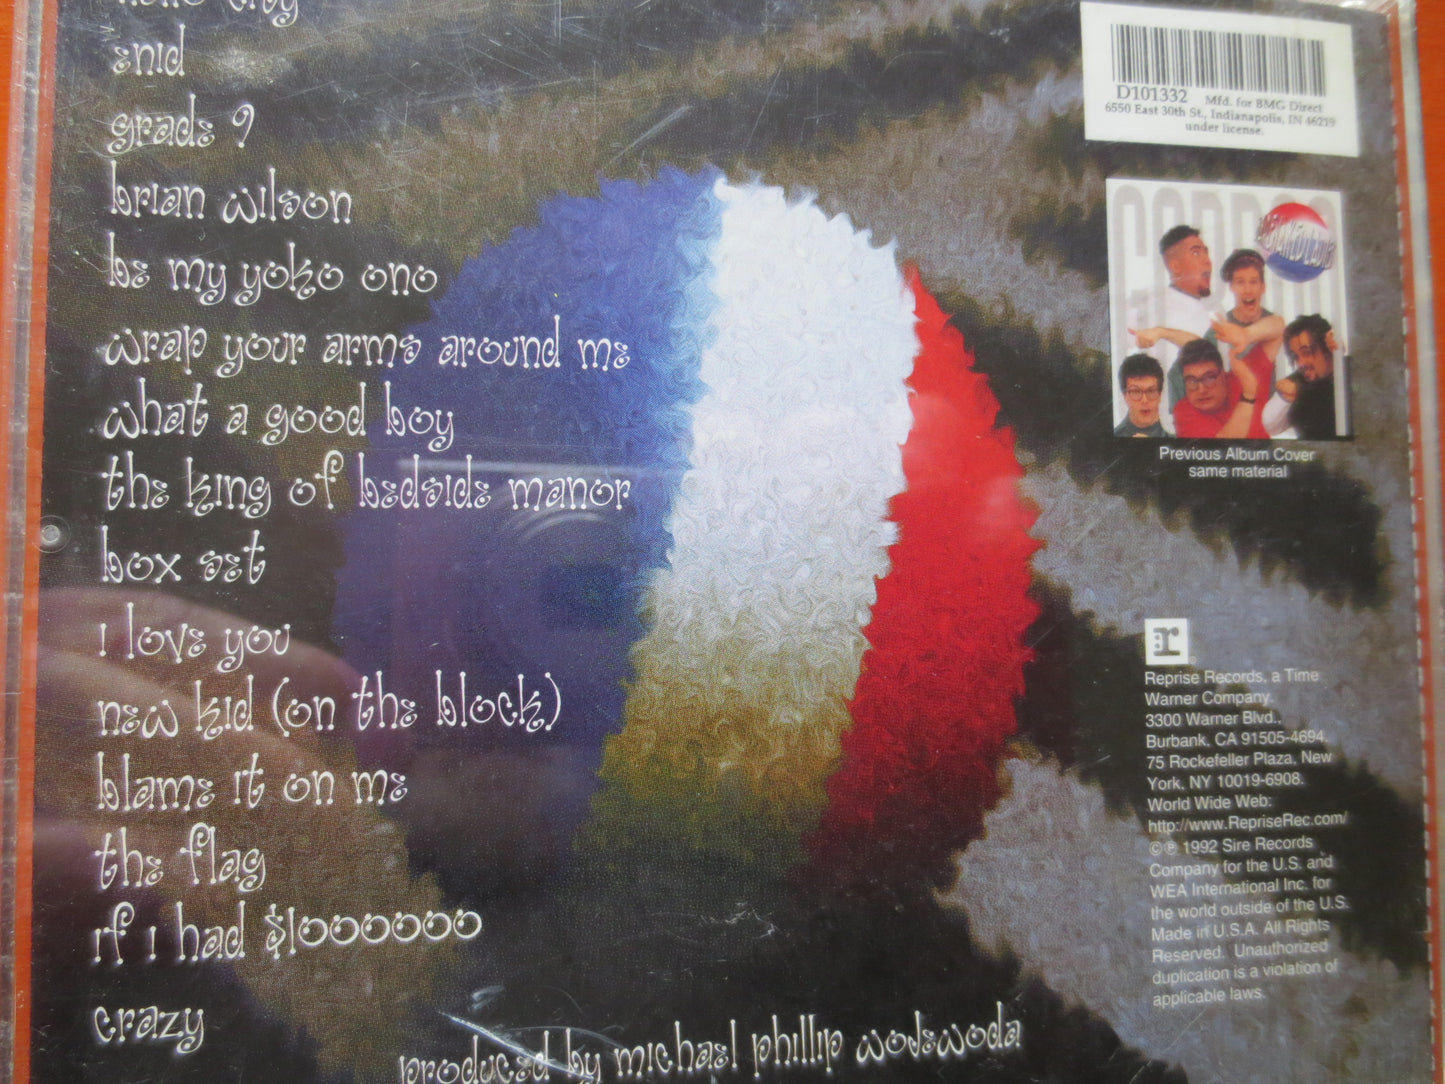 enid
grade 9
brian wilson
be my yoko ono
wrap your arms around me
what a good boy
the king of bedside manor
box set
i love you
new kid (on the block)
blame it on me
the flag
if i had $1000000
crazy
produced by michael phillip wojewoda
D101332 Mfd. for BMG Direct
6550 East 30th St., Indianapolis, IN 46219
under license.
GORDON
BARENAKED LADIES
Previous Album Cover
same material
:r
Reprise Records, a Time
Warner Company.
3300 Warner Blvd.,
Burbank, CA 91505-4694.
75 Rockefeller Plaza, New
York, NY 10019-6908.
World Wide Web:
http://www.RepriseRec.com/
©℗ 1992 Sire Records
Company for the U.S. and
WEA International Inc. for
the world outside of the U.S.
Made in U.S.A. All Rights
Reserved. Unauthorized
duplication is a violation of
applicable laws.